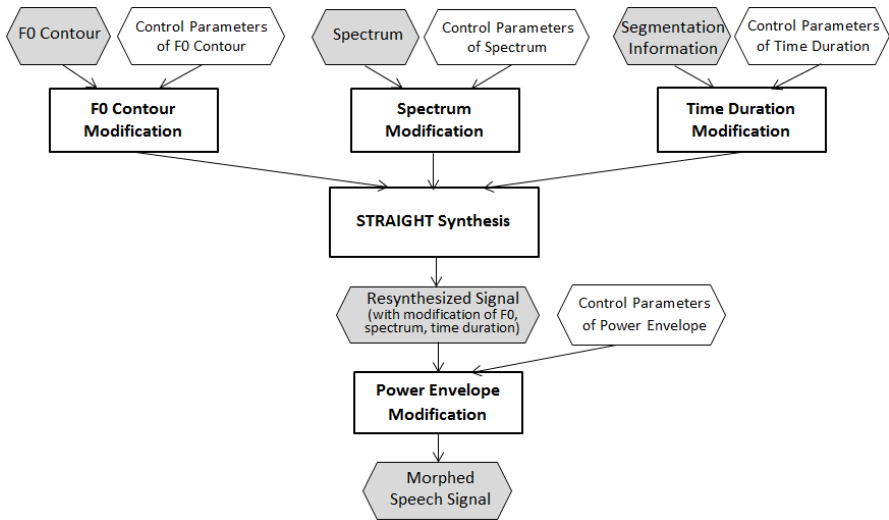 F0 Contour
Control Parameters
of F0 Contour
Spectrum
Control Parameters
of Spectrum
Segmentation
Information
Control Parameters
of Time Duration
F0 Contour
Modification
Spectrum
Modification
Time Duration
Modification
STRAIGHT Synthesis
Resynthesized Signal
(with modification of F0,
spectrum, time duration)
Control Parameters
of Power Envelope
Power Envelope
Modification
Morphed
Speech Signal